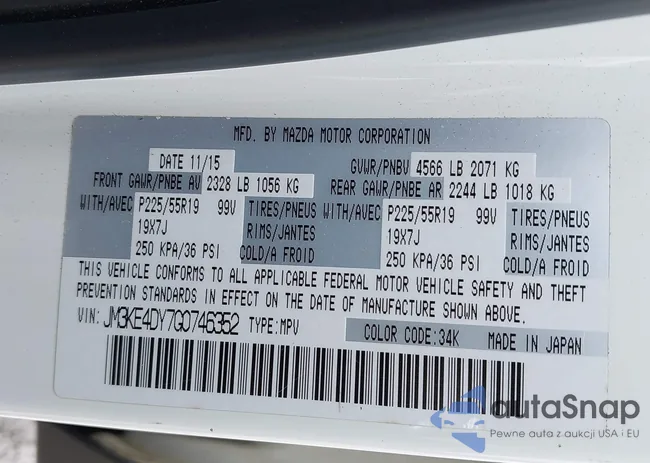 MFD. BY MAZDA MOTOR CORPORATION
DATE 11/15 GVWR/PNBV 4566 LB 2071 KG
FRONT GAWR/PNBE AV 2328 LB 1056 KG REAR GAWR/PNBE AR 2244 LB 1018 KG
WITH/AVEC P225/55R19 99V TIRES/PNEUS WITH/AVEC P225/55R19 99V TIRES/PNEUS
19X7J RIMS/JANTES 19X7J RIMS/JANTES
250 KPA/36 PSI COLD/A FROID 250 KPA/36 PSI COLD/A FROID
THIS VEHICLE CONFORMS TO ALL APPLICABLE FEDERAL MOTOR VEHICLE SAFETY AND THEFT
PREVENTION STANDARDS IN EFFECT ON THE DATE OF MANUFACTURE SHOWN ABOVE.
VIN: JM3KE4DY7G0746352 TYPE:MPV COLOR CODE:34K MADE IN JAPAN
autaSnap
Pewne auta z aukcji USA i EU